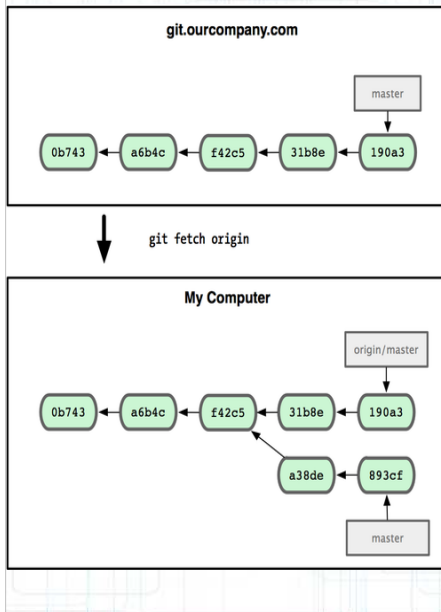 git.ourcompany.com
master
0b743 a6b4c f42c5 31b8e 190a3
git fetch origin
My Computer
origin/master
0b743 a6b4c f42c5 31b8e 190a3
a38de 893cf
master